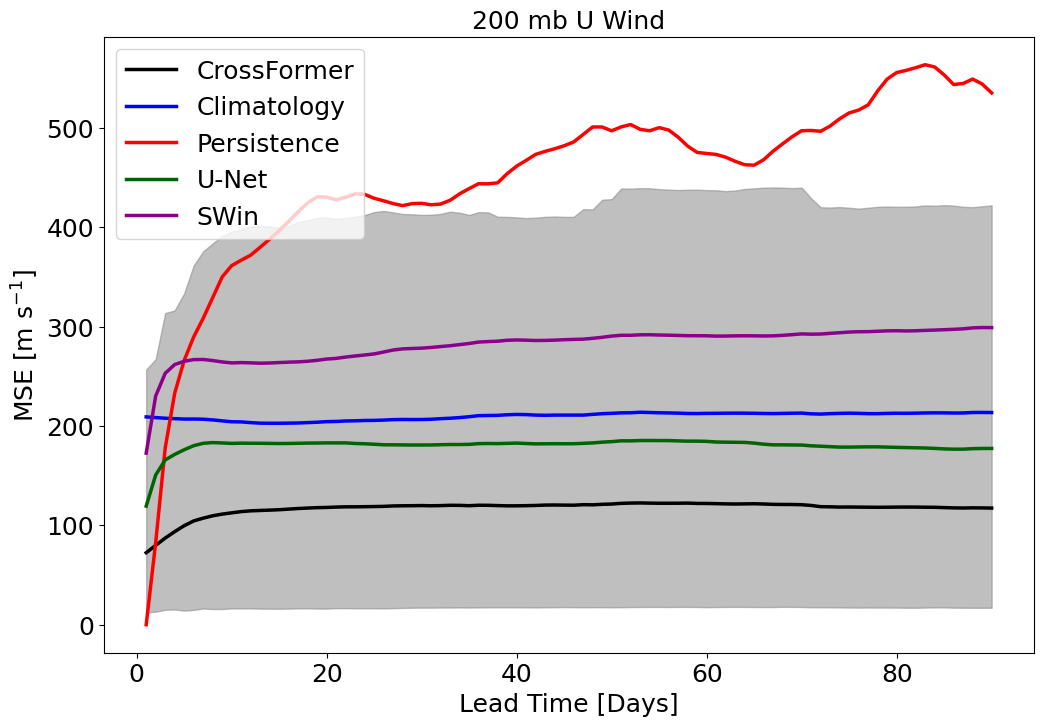 200 mb U Wind
CrossFormer
Climatology
Persistence
U-Net
SWin
MSE [m s⁻¹]
500
400
300
200
100
0
0 20 40 60 80
Lead Time [Days]